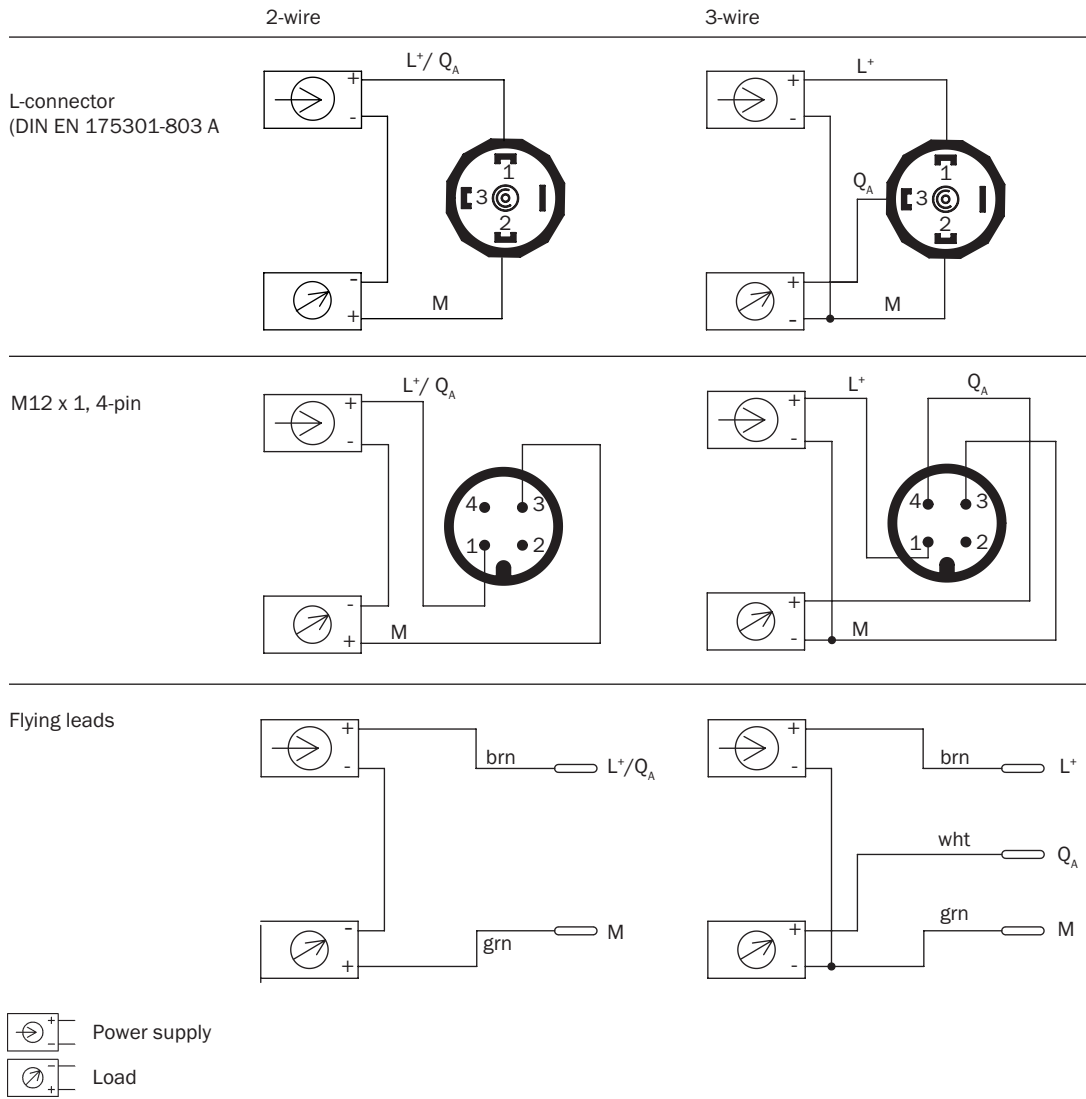 2-wire 3-wire
L-connector
(DIN EN 175301-803 A
L⁺/ Q_A
+
-
1
3
2
-
+
M
L⁺
+
-
1
Q_A
3
2
+
-
M
M12 x 1, 4-pin
L⁺/ Q_A
+
-
4 3
1 2
-
+
M
L⁺ Q_A
+
-
4 3
1 2
+
-
M
Flying leads
+
-
brn L⁺/Q_A
-
+
grn M
+
-
brn L⁺
wht Q_A
+
-
grn M
+
-
Power supply
-
+
Load